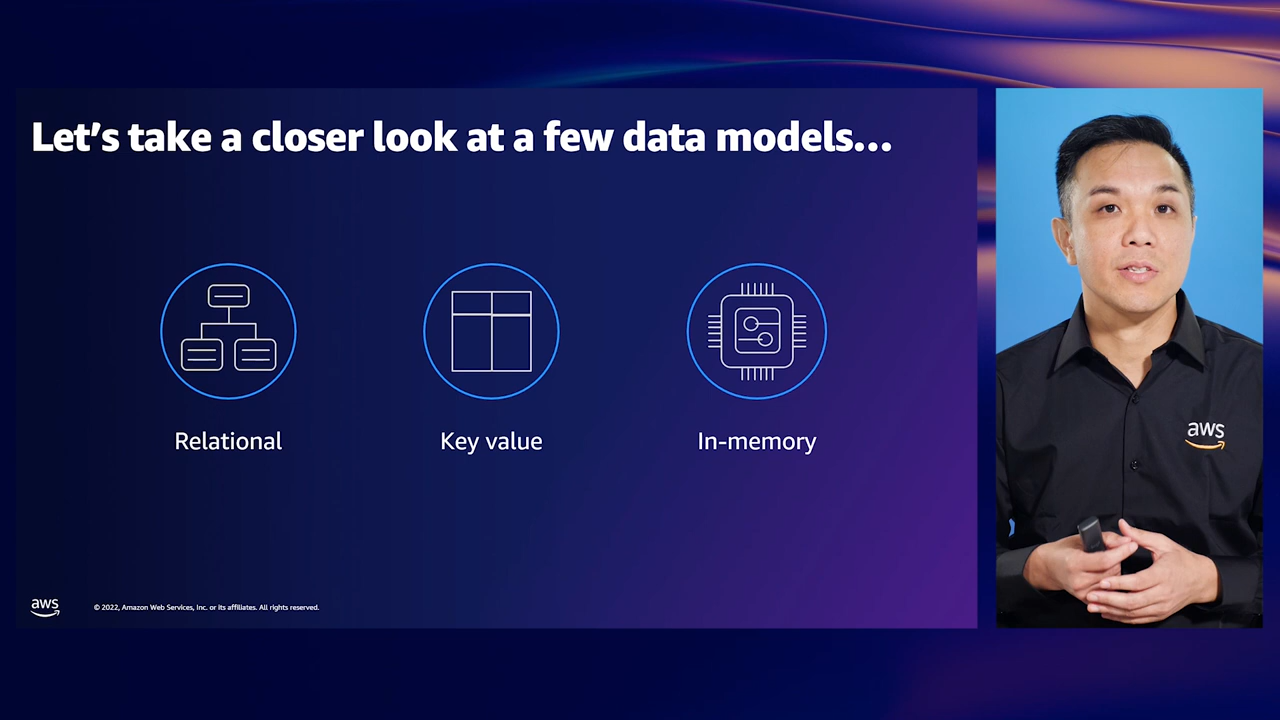 Let's take a closer look at a few data models...
Relational
Key value
In-memory
aws
aws
© 2022, Amazon Web Services, Inc. or its affiliates. All rights reserved.